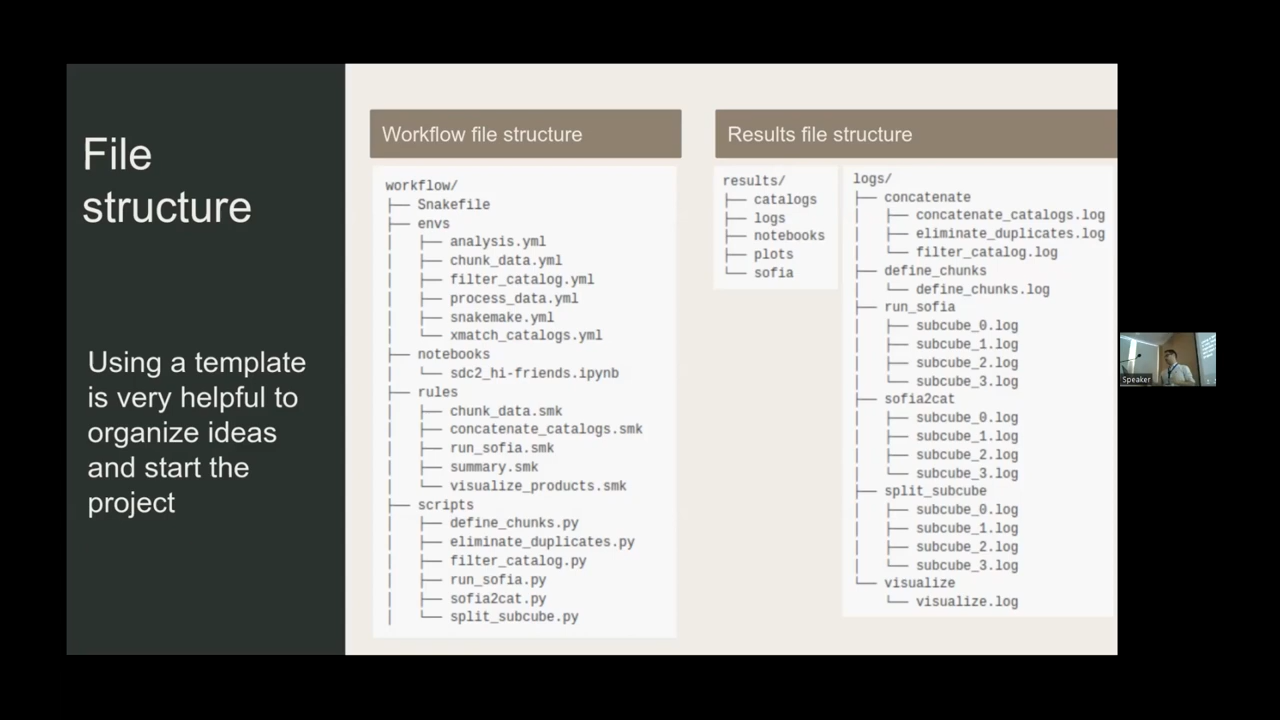 File
structure
Using a template
is very helpful to
organize ideas
and start the
project
Workflow file structure
workflow/
├── Snakefile
├── envs
│   ├── analysis.yml
│   ├── chunk_data.yml
│   ├── filter_catalog.yml
│   ├── process_data.yml
│   ├── snakemake.yml
│   └── xmatch_catalogs.yml
├── notebooks
│   └── sdc2_hi-friends.ipynb
├── rules
│   ├── chunk_data.smk
│   ├── concatenate_catalogs.smk
│   ├── run_sofia.smk
│   ├── summary.smk
│   └── visualize_products.smk
├── scripts
│   ├── define_chunks.py
│   ├── eliminate_duplicates.py
│   ├── filter_catalog.py
│   ├── run_sofia.py
│   ├── sofia2cat.py
│   └── split_subcube.py
Results file structure
results/
├── catalogs
├── logs
├── notebooks
├── plots
└── sofia
logs/
├── concatenate
│   ├── concatenate_catalogs.log
│   ├── eliminate_duplicates.log
│   └── filter_catalog.log
├── define_chunks
│   └── define_chunks.log
├── run_sofia
│   ├── subcube_0.log
│   ├── subcube_1.log
│   ├── subcube_2.log
│   └── subcube_3.log
├── sofia2cat
│   ├── subcube_0.log
│   ├── subcube_1.log
│   ├── subcube_2.log
│   └── subcube_3.log
├── split_subcube
│   ├── subcube_0.log
│   ├── subcube_1.log
│   ├── subcube_2.log
│   └── subcube_3.log
└── visualize
    └── visualize.log
Speaker